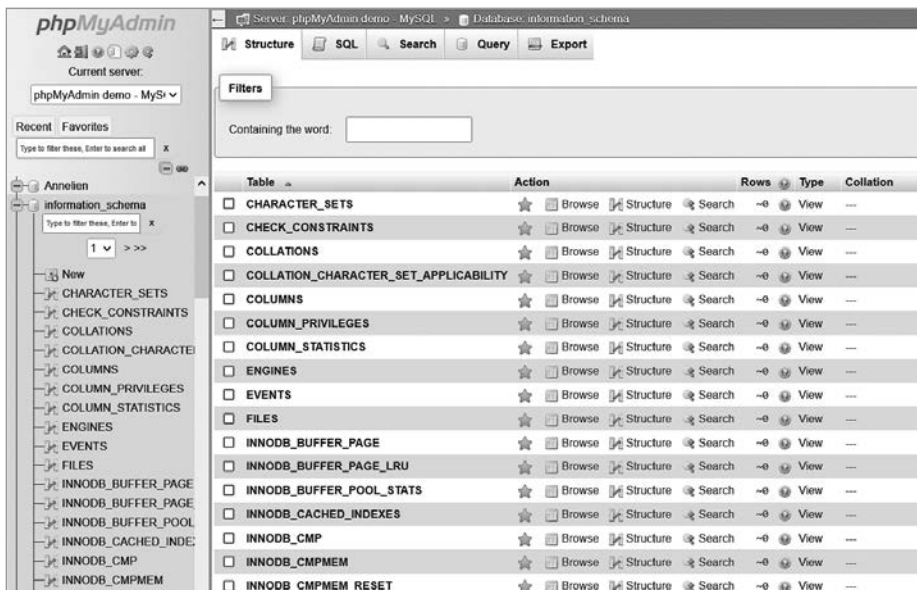 phpMyAdmin
Current server:
phpMyAdmin demo - MyS
Recent Favorites
Type to filter these, Enter to search all X
Annelien
information_schema
Type to filter these, Enter to X
1 > >>
New
CHARACTER_SETS
CHECK_CONSTRAINTS
COLLATIONS
COLLATION_CHARACTE
COLUMNS
COLUMN_PRIVILEGES
COLUMN_STATISTICS
ENGINES
EVENTS
FILES
INNODB_BUFFER_PAGE
INNODB_BUFFER_PAGE_
INNODB_BUFFER_POOL
INNODB_CACHED_INDE
INNODB_CMP
INNODB_CMPMEM
Server: phpMyAdmin demo - MySQL » Database: information_schema
Structure SQL Search Query Export
Filters
Containing the word:
Table Action Rows Type Collation
CHARACTER_SETS Browse Structure Search ~0 View ---
CHECK_CONSTRAINTS Browse Structure Search ~0 View ---
COLLATIONS Browse Structure Search ~0 View ---
COLLATION_CHARACTER_SET_APPLICABILITY Browse Structure Search ~0 View ---
COLUMNS Browse Structure Search ~0 View ---
COLUMN_PRIVILEGES Browse Structure Search ~0 View ---
COLUMN_STATISTICS Browse Structure Search ~0 View ---
ENGINES Browse Structure Search ~0 View ---
EVENTS Browse Structure Search ~0 View ---
FILES Browse Structure Search ~0 View ---
INNODB_BUFFER_PAGE Browse Structure Search ~0 View ---
INNODB_BUFFER_PAGE_LRU Browse Structure Search ~0 View ---
INNODB_BUFFER_POOL_STATS Browse Structure Search ~0 View ---
INNODB_CACHED_INDEXES Browse Structure Search ~0 View ---
INNODB_CMP Browse Structure Search ~0 View ---
INNODB_CMPMEM Browse Structure Search ~0 View ---
INNODB_CMPMEM_RESET Browse Structure Search ~0 View ---